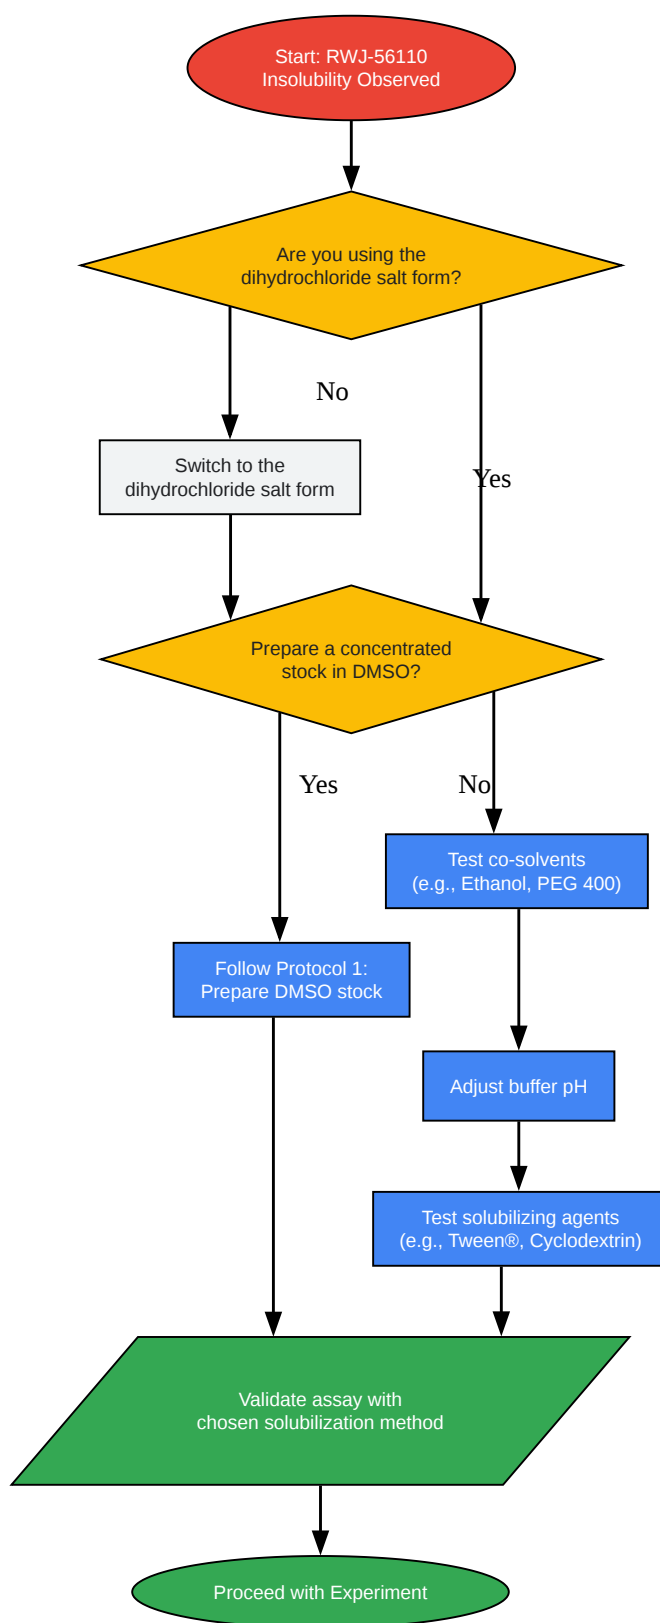 Start: RWJ-56110
Insolubility Observed
Are you using the
dihydrochloride salt form?
No
Switch to the
dihydrochloride salt form
Yes
Prepare a concentrated
stock in DMSO?
Yes
No
Test co-solvents
(e.g., Ethanol, PEG 400)
Follow Protocol 1:
Prepare DMSO stock
Adjust buffer pH
Test solubilizing agents
(e.g., Tween®, Cyclodextrin)
Validate assay with
chosen solubilization method
Proceed with Experiment